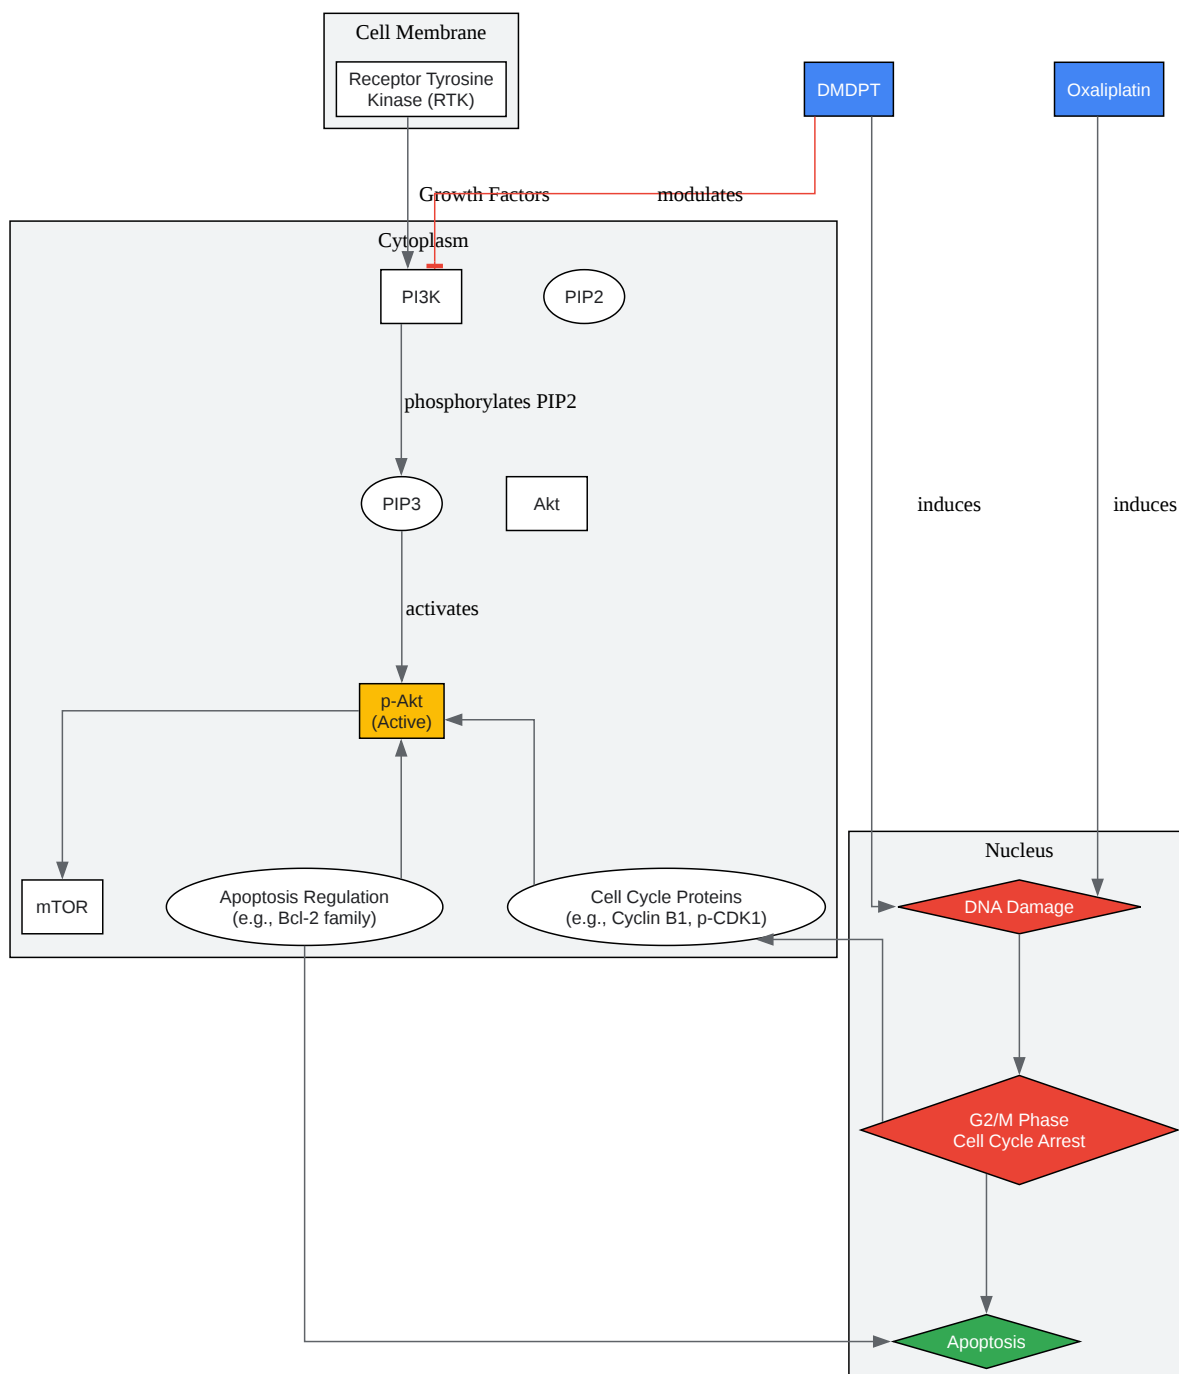 Cell Membrane
Receptor Tyrosine
Kinase (RTK)
DMDPT
Oxaliplatin
Growth Factors
modulates
Cytoplasm
PI3K
PIP2
phosphorylates PIP2
PIP3
Akt
induces
induces
activates
p-Akt
(Active)
Nucleus
mTOR
Apoptosis Regulation
(e.g., Bcl-2 family)
Cell Cycle Proteins
(e.g., Cyclin B1, p-CDK1)
DNA Damage
G2/M Phase
Cell Cycle Arrest
Apoptosis